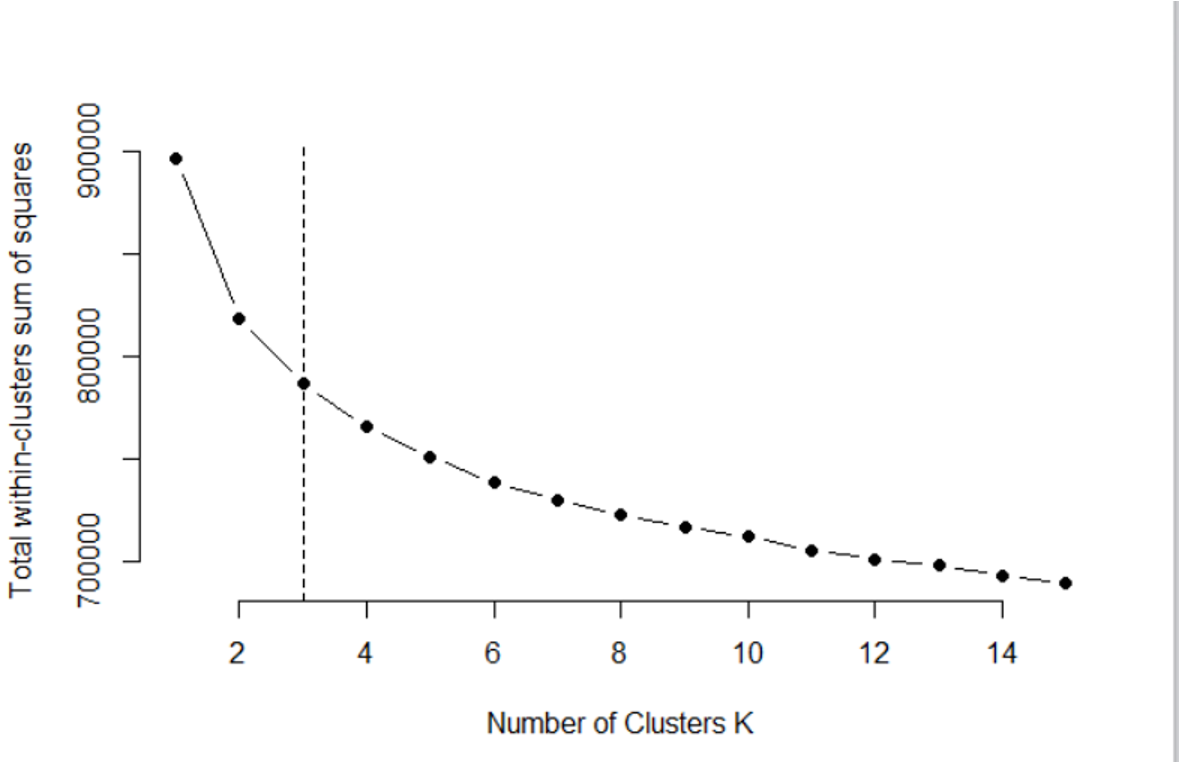 Total within-clusters sum of squares
900000
800000
700000
2 4 6 8 10 12 14
Number of Clusters K